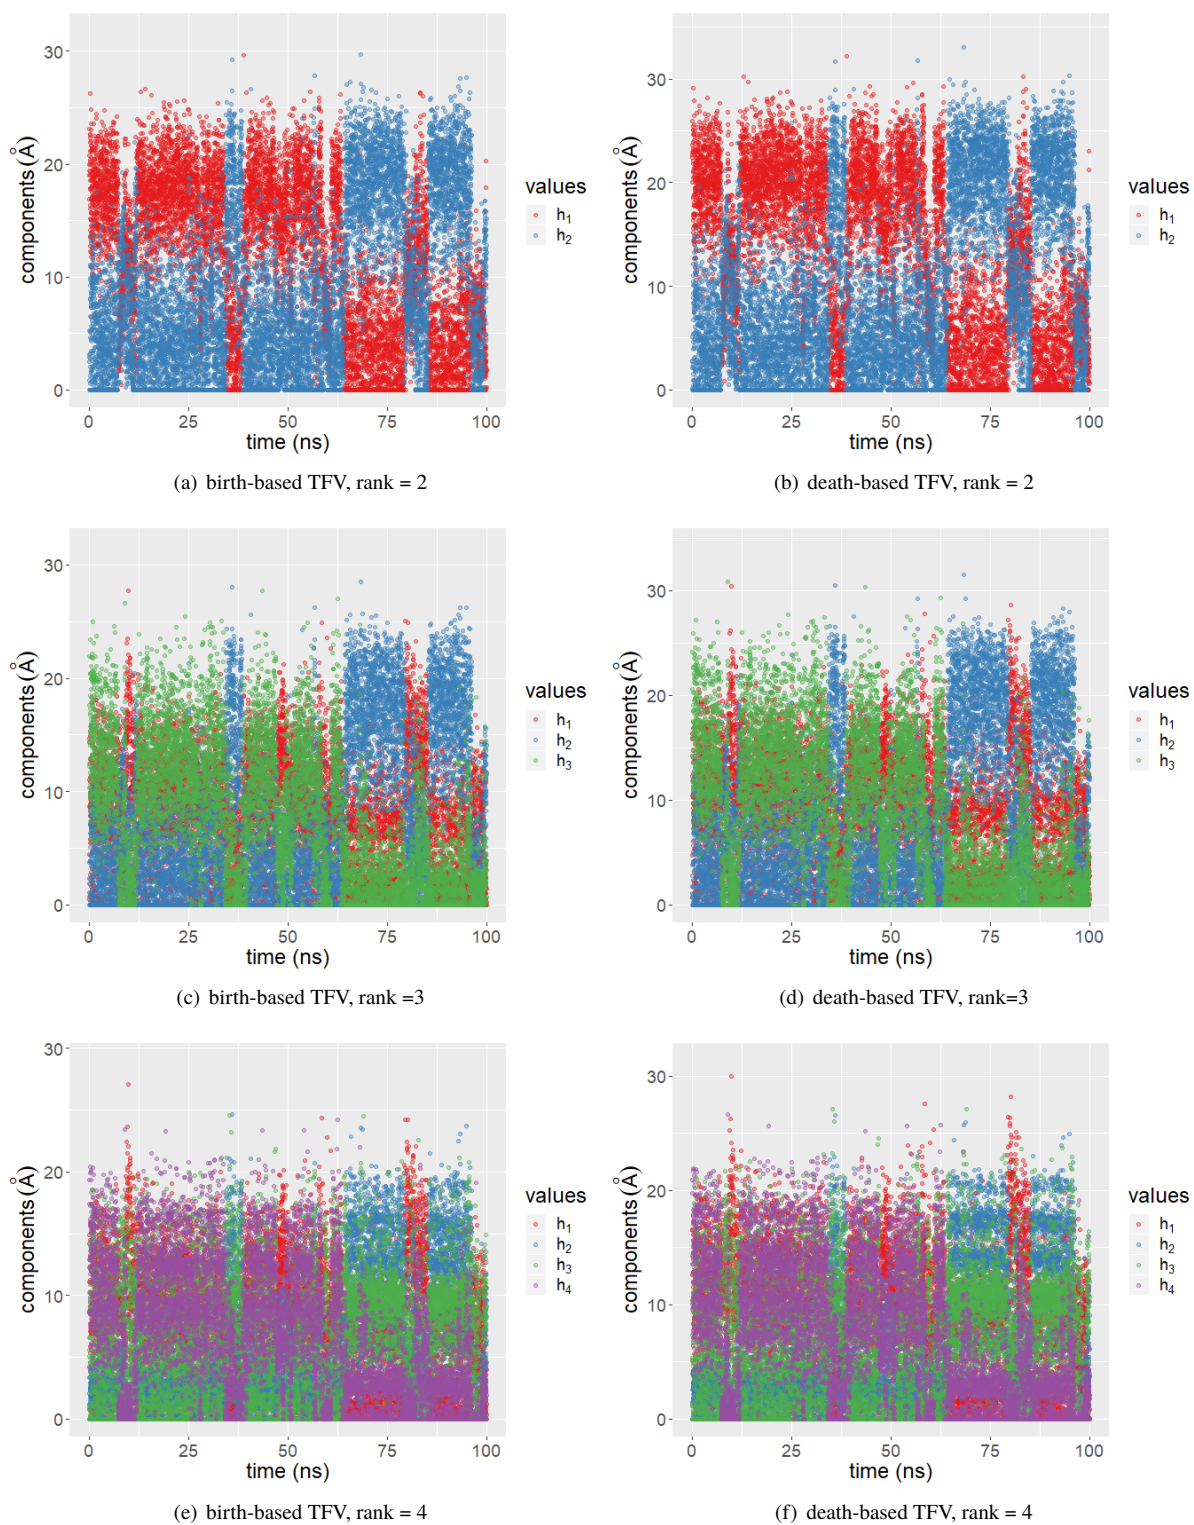 30
20
10
0
components(Å)
0 25 50 75 100
time (ns)
values
h1
h2
(a) birth-based TFV, rank = 2
30
20
10
0
components(Å)
0 25 50 75 100
time (ns)
values
h1
h2
(b) death-based TFV, rank = 2
30
20
10
0
components(Å)
0 25 50 75 100
time (ns)
values
h1
h2
h3
(c) birth-based TFV, rank =3
30
20
10
0
components(Å)
0 25 50 75 100
time (ns)
values
h1
h2
h3
(d) death-based TFV, rank=3
30
20
10
0
components(Å)
0 25 50 75 100
time (ns)
values
h1
h2
h3
h4
(e) birth-based TFV, rank = 4
30
20
10
0
components(Å)
0 25 50 75 100
time (ns)
values
h1
h2
h3
h4
(f) death-based TFV, rank = 4